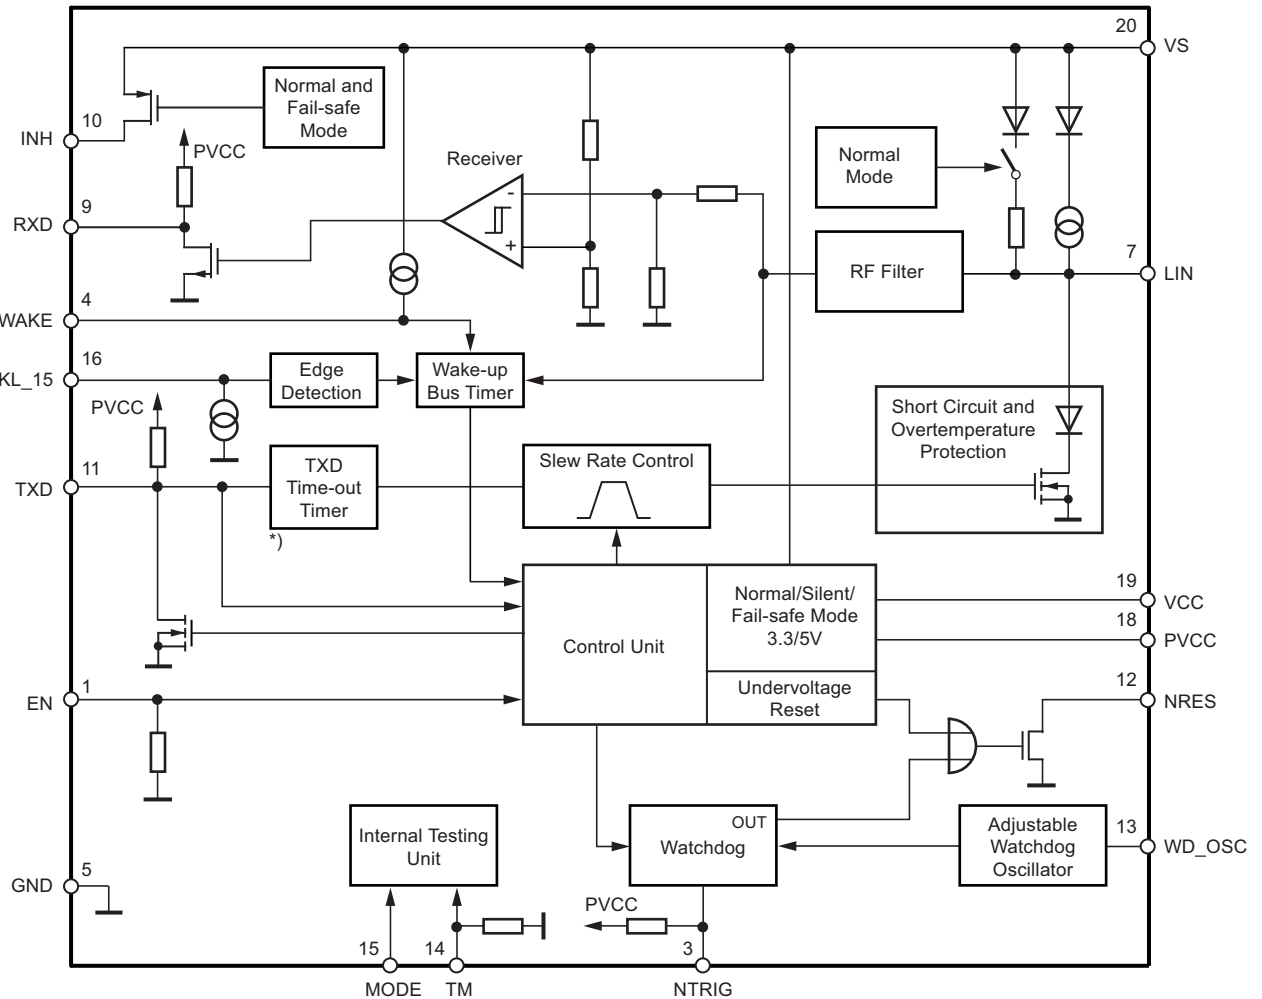 20
VS
Normal and
Fail-safe
Mode
10
INH
PVCC
Receiver
Normal
Mode
-
+
9
RXD
7
LIN
RF Filter
4
WAKE
16
KL_15
Edge
Detection
Wake-up
Bus Timer
PVCC
Short Circuit and
Overtemperature
Protection
11
TXD
TXD
Time-out
Timer
*)
Slew Rate Control
19
VCC
Normal/Silent/
Fail-safe Mode
3.3/5V
18
PVCC
Control Unit
1
EN
Undervoltage
Reset
12
NRES
Internal Testing
Unit
OUT
Watchdog
Adjustable
Watchdog
Oscillator
13
WD_OSC
5
GND
PVCC
15
14
3
MODE
TM
NTRIG